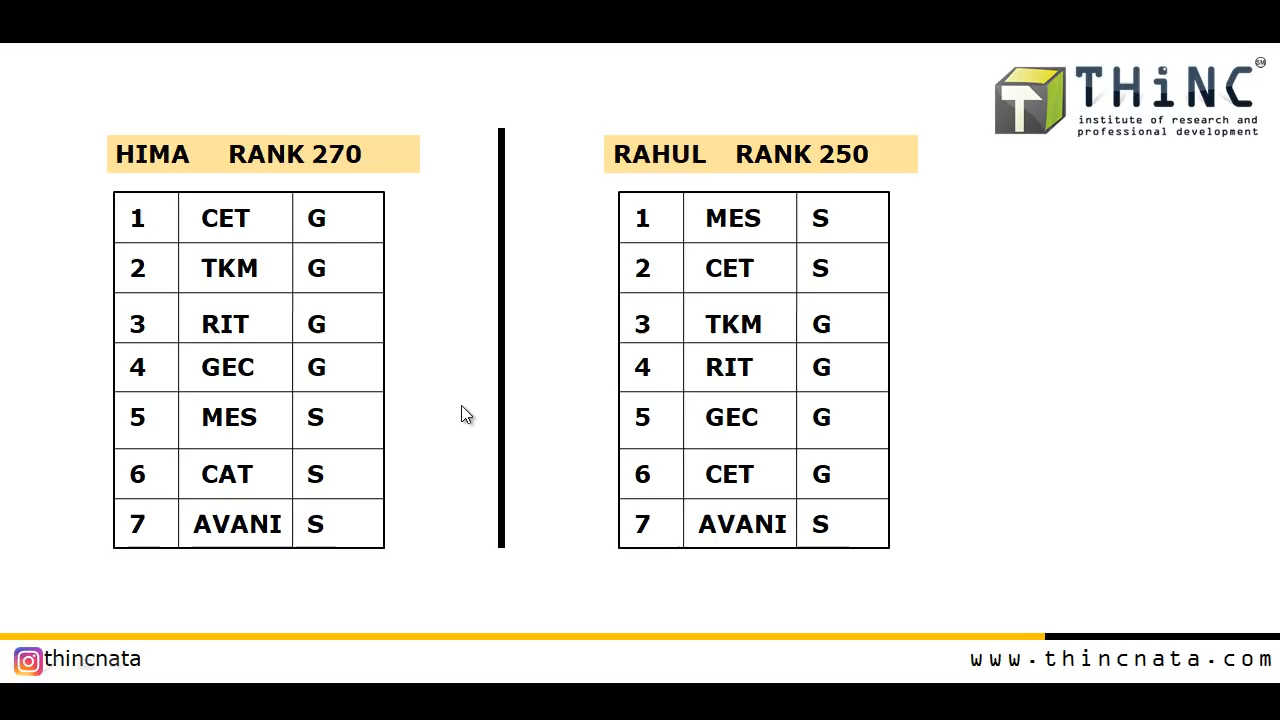 THiNC SM
institute of research and
professional development
HIMA RANK 270
1 CET G
2 TKM G
3 RIT G
4 GEC G
5 MES S
6 CAT S
7 AVANI S
RAHUL RANK 250
1 MES S
2 CET S
3 TKM G
4 RIT G
5 GEC G
6 CET G
7 AVANI S
thincnata
www.thincnata.com